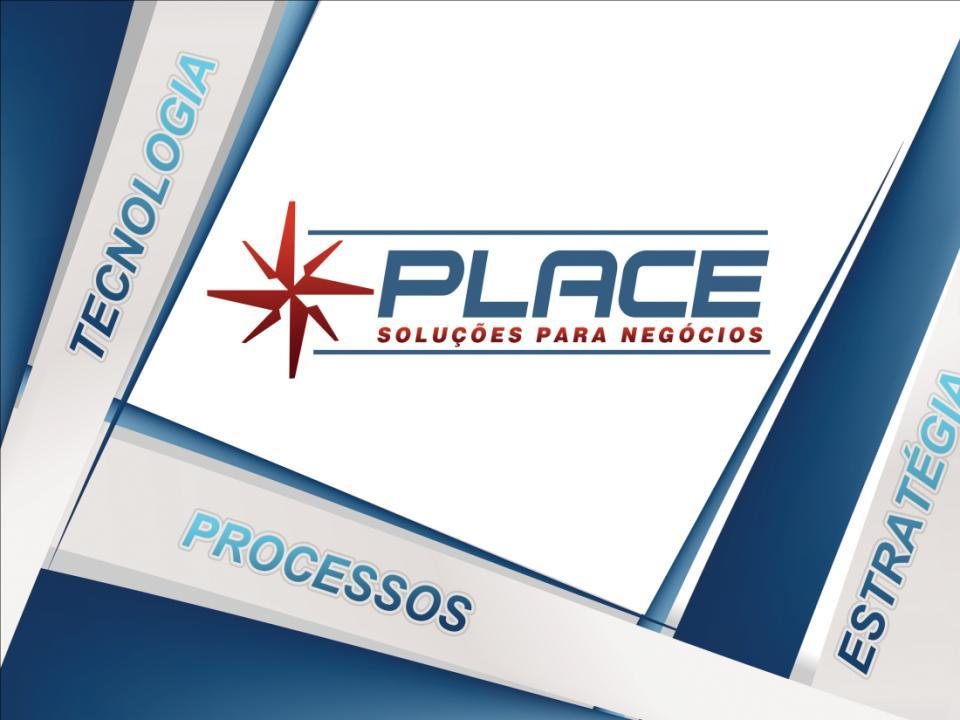 TECNOLOGIA
PLACE
SOLUÇÕES PARA NEGÓCIOS
PROCESSOS
ESTRATÉGIA